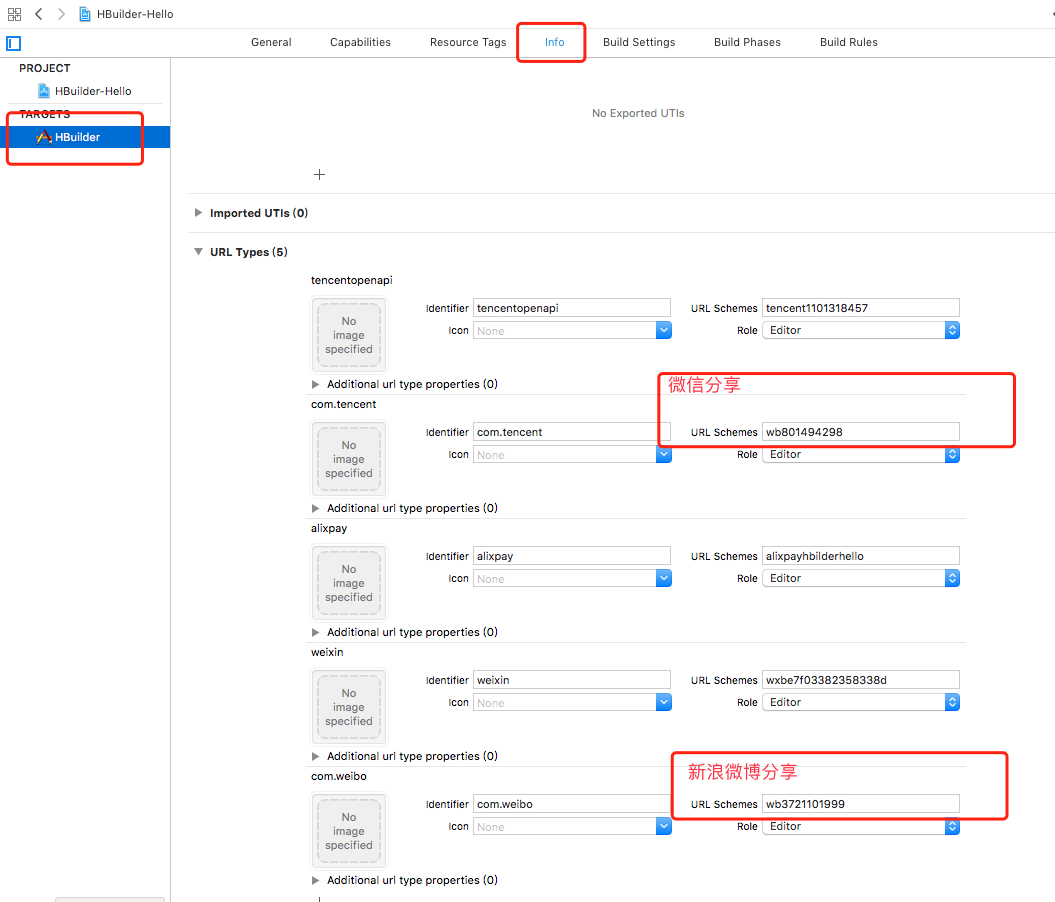 HBuilder-Hello
General Capabilities Resource Tags Info Build Settings Build Phases Build Rules
PROJECT
HBuilder-Hello
TARGETS
HBuilder
No Exported UTIs
Imported UTIs (0)
URL Types (5)
tencentopenapi
No image specified
Identifier tencentopenapi URL Schemes tencent1101318457
Icon None Role Editor
Additional url type properties (0)
微信分享
com.tencent
No image specified
Identifier com.tencent URL Schemes wb801494298
Icon None Role Editor
Additional url type properties (0)
alixpay
No image specified
Identifier alixpay URL Schemes alixpayhbilderhello
Icon None Role Editor
Additional url type properties (0)
weixin
No image specified
Identifier weixin URL Schemes wxbe7f03382358338d
Icon None Role Editor
Additional url type properties (0)
新浪微博分享
com.weibo
No image specified
Identifier com.weibo URL Schemes wb3721101999
Icon None Role Editor
Additional url type properties (0)